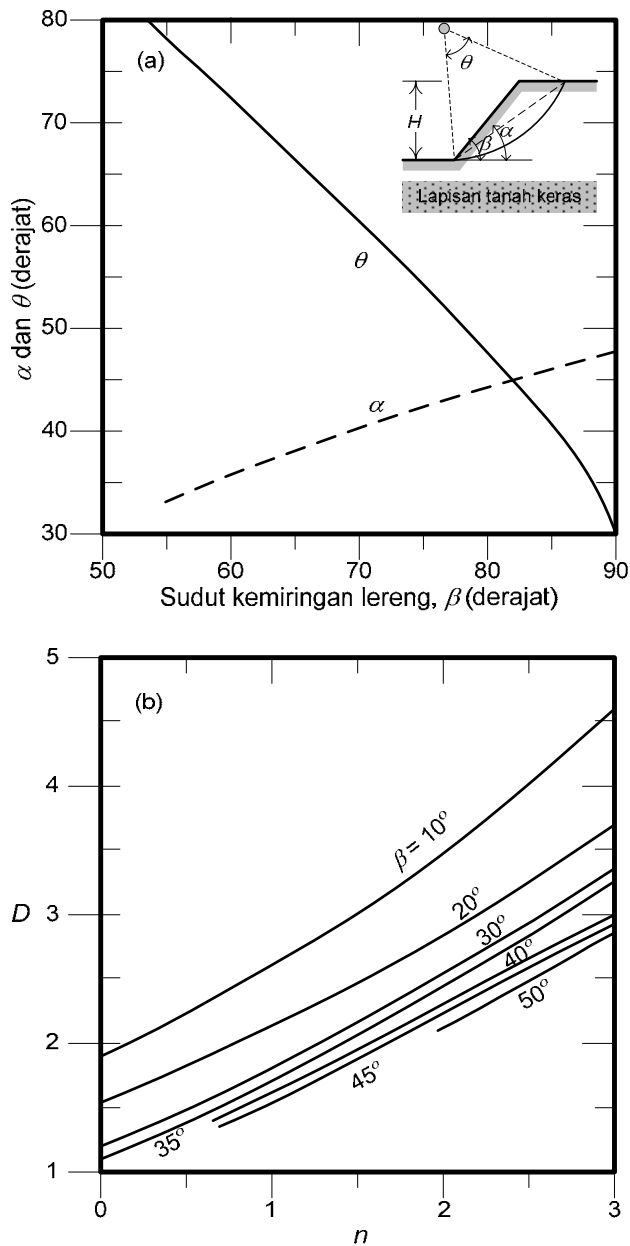 80
70
60
50
40
30
α dan θ (derajat)
(a)
θ
H
β
α
Lapisan tanah keras
θ
α
50
60
70
80
90
Sudut kemiringan lereng, β (derajat)
5
4
3
2
1
D
(b)
β = 10°
20°
30°
40°
50°
45°
35°
0
1
2
3
n